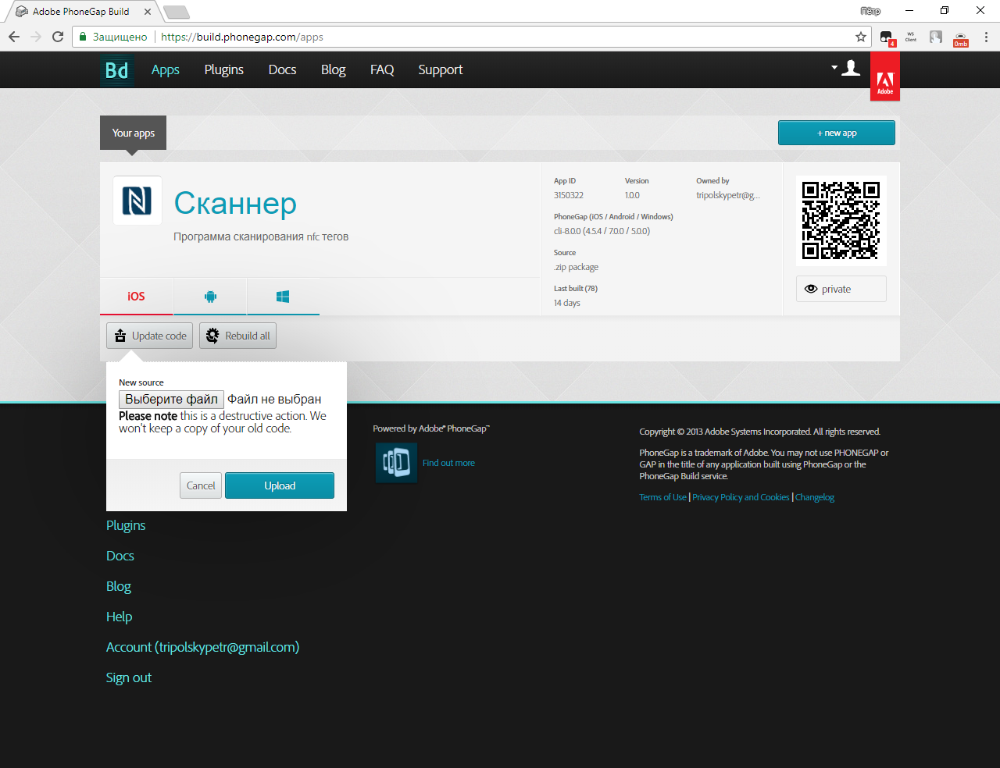 Adobe PhoneGap Build
Пётр
Защищено
https://build.phonegap.com/apps
4
WS
Client
0mb
Bd
Apps
Plugins
Docs
Blog
FAQ
Support
Adobe
Your apps
+ new app
Сканнер
Программа сканирования nfc тегов
App ID
Version
Owned by
3150322
1.0.0
tripolskypetr@g...
PhoneGap (iOS / Android / Windows)
cli-8.0.0 (4.5.4 / 7.0.0 / 5.0.0)
Source
.zip package
Last built (78)
14 days
private
iOS
Update code
Rebuild all
New source
Выберите файл Файл не выбран
Please note this is a destructive action. We
won't keep a copy of your old code.
Cancel
Upload
Plugins
Docs
Blog
Help
Account (tripolskypetr@gmail.com)
Sign out
Powered by Adobe® PhoneGap™
Find out more
Copyright © 2013 Adobe Systems Incorporated. All rights reserved.
PhoneGap is a trademark of Adobe. You may not use PHONEGAP or
GAP in the title of any application built using PhoneGap or the
PhoneGap Build service.
Terms of Use | Privacy Policy and Cookies | Changelog